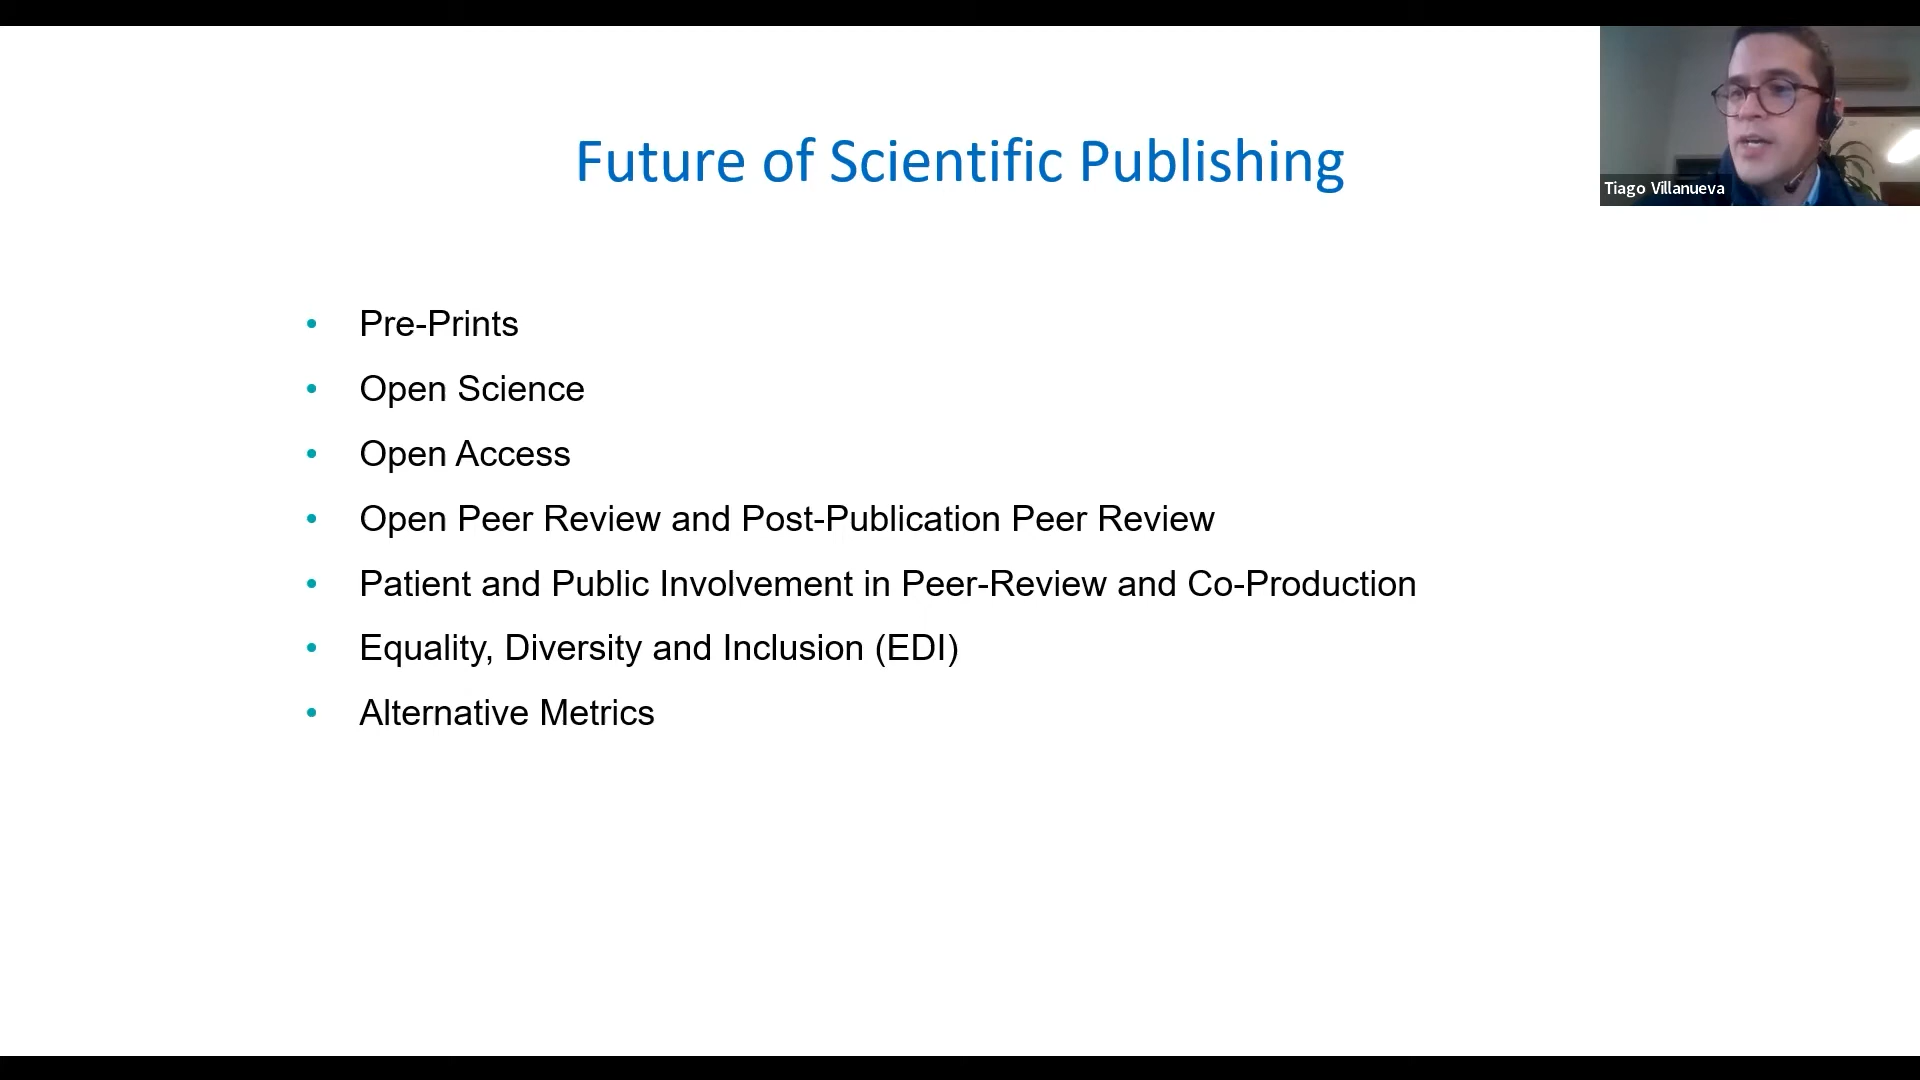 Future of Scientific Publishing
Tiago Villanueva
• Pre-Prints
• Open Science
• Open Access
• Open Peer Review and Post-Publication Peer Review
• Patient and Public Involvement in Peer-Review and Co-Production
• Equality, Diversity and Inclusion (EDI)
• Alternative Metrics